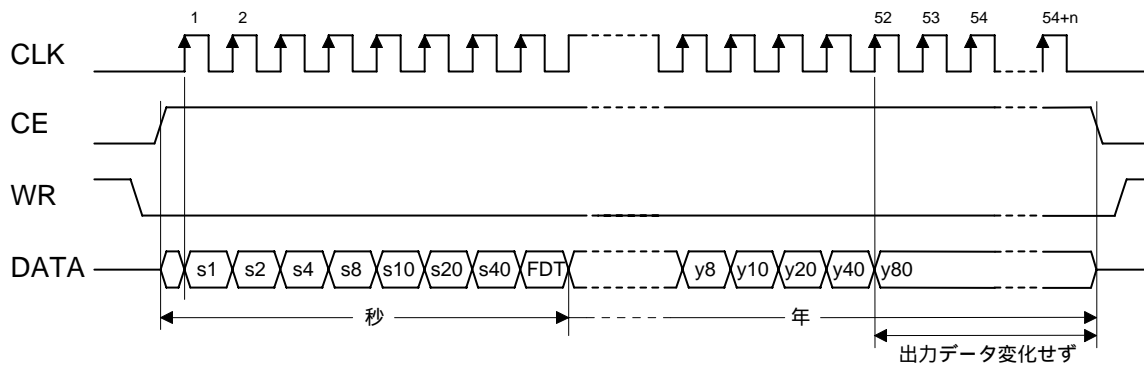 1 2 52 53 54 54+n
CLK
CE
WR
DATA s1 s2 s4 s8 s10 s20 s40 FDT y8 y10 y20 y40 y80
秒 年
出力データ変化せず